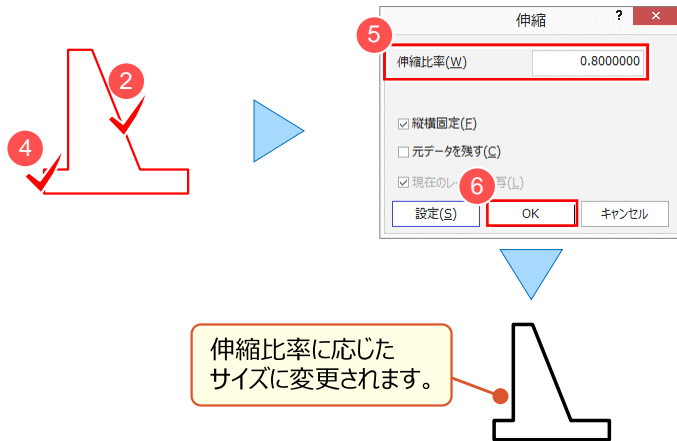 伸縮
?
×
5
伸縮比率(W)
0.8000000
2
4
縦横固定(F)
元データを残す(C)
現在のレ
写(L)
6
設定(S)
OK
キャンセル
伸縮比率に応じた
サイズに変更されます。